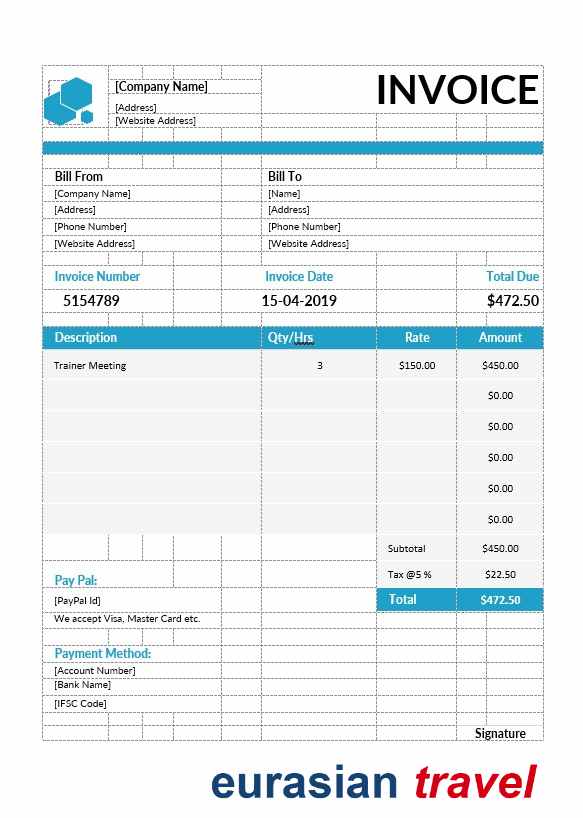 [Company Name]
INVOICE
[Address]
[Website Address]
Bill From Bill To
[Company Name] [Name]
[Address] [Address]
[Phone Number] [Phone Number]
[Website Address] [Website Address]
Invoice Number Invoice Date Total Due
5154789 15-04-2019 $472.50
Description Qty/Hrs Rate Amount
Trainer Meeting 3 $150.00 $450.00
$0.00
$0.00
$0.00
$0.00
$0.00
Subtotal $450.00
Tax @5 % $22.50
Pay Pal:
Total $472.50
[PayPal Id]
We accept Visa, Master Card etc.
Payment Method:
[Account Number]
[Bank Name]
[IFSC Code]
Signature
eurasian travel